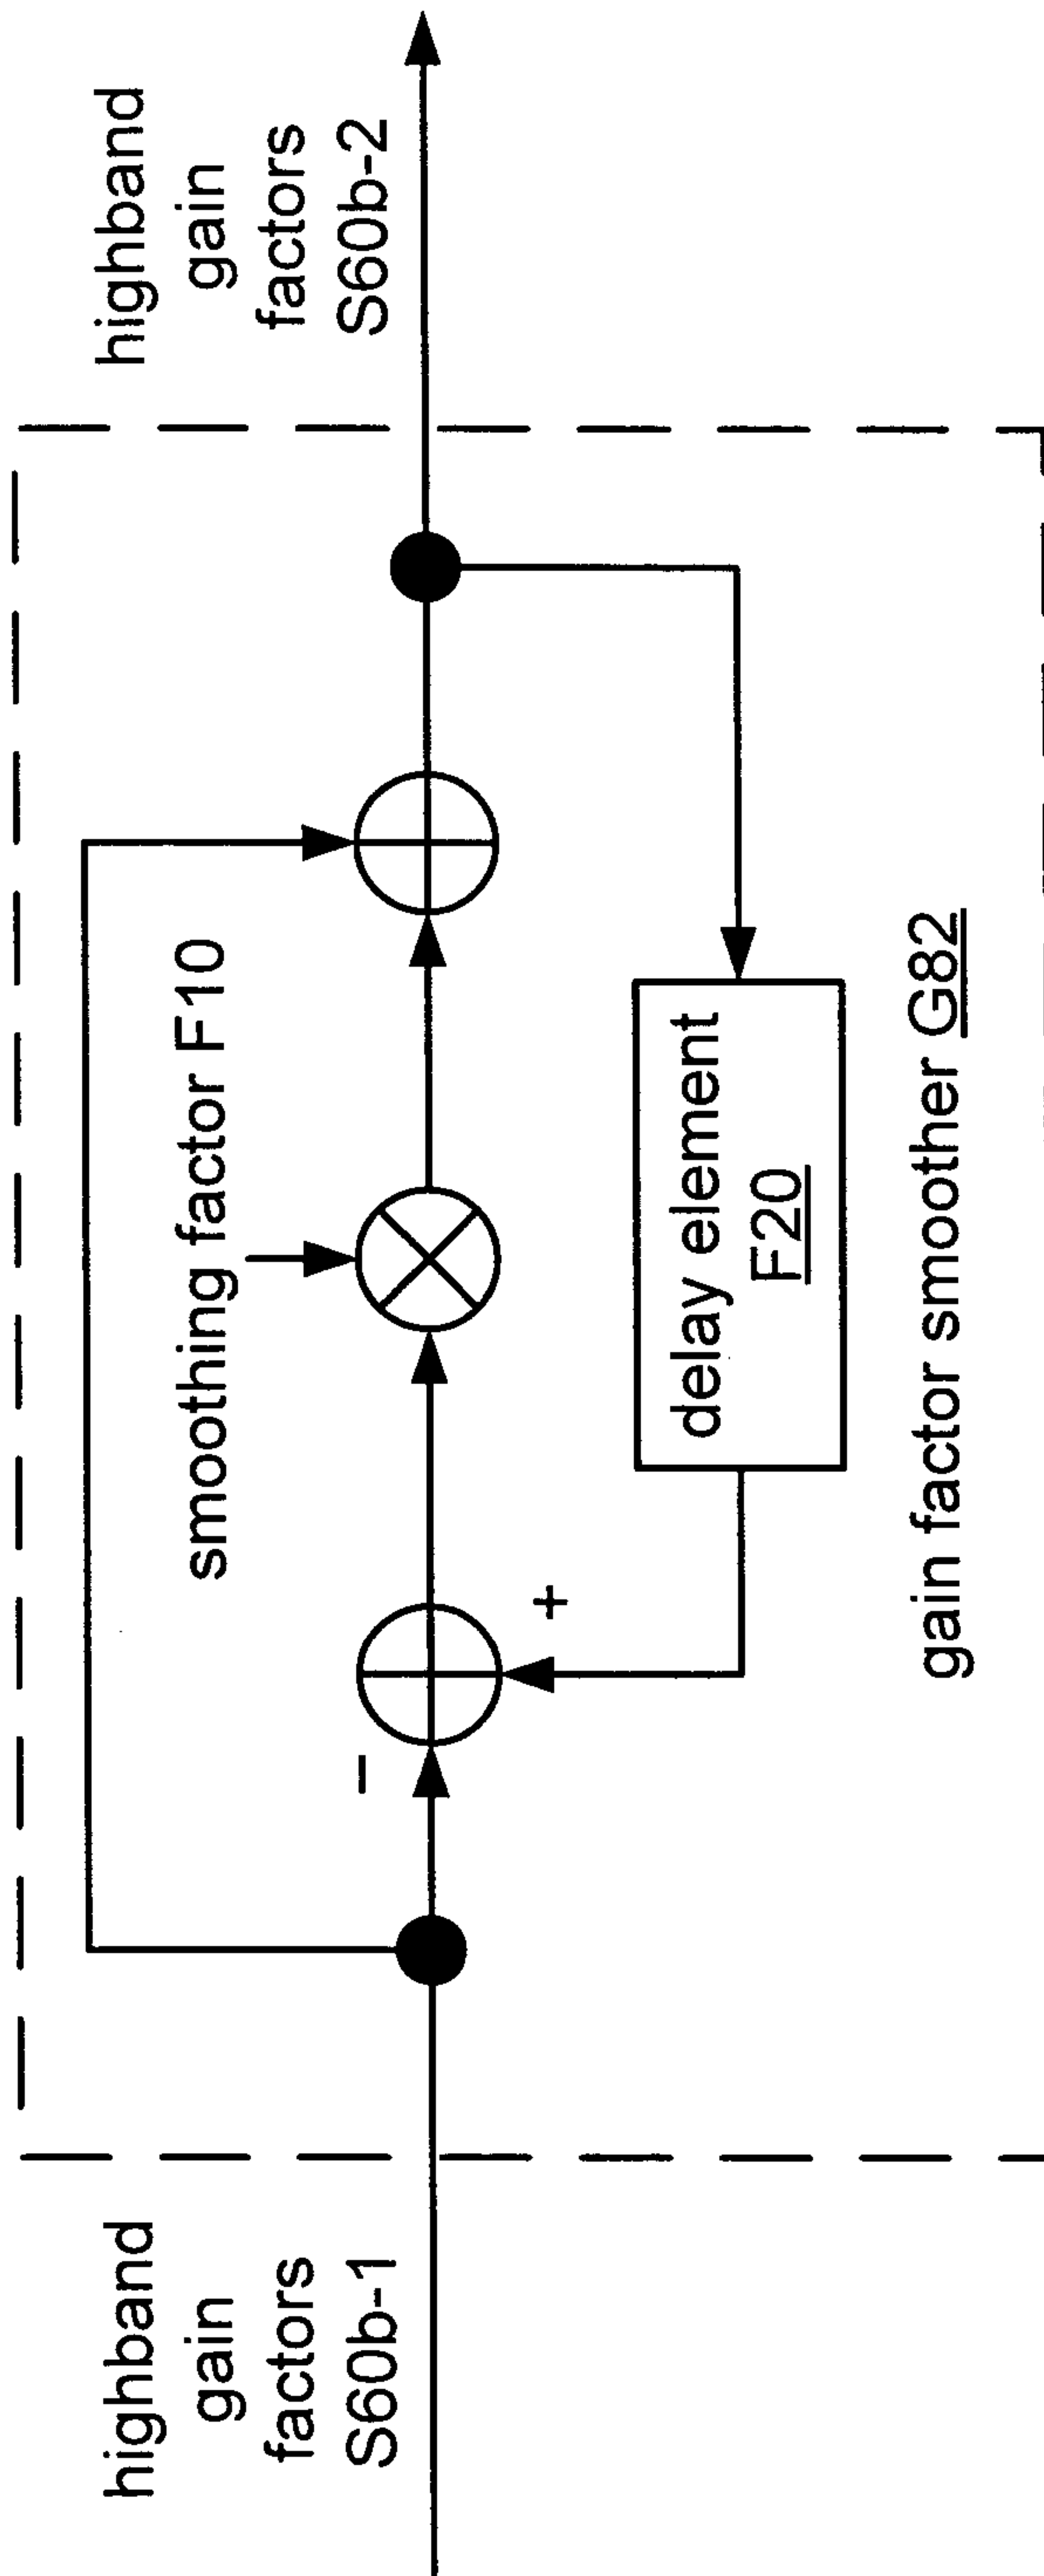 highband
gain
factors
S60b-1
smoothing factor F10
highband
gain
factors
S60b-2
−
+
delay element
F20
gain factor smoother G82